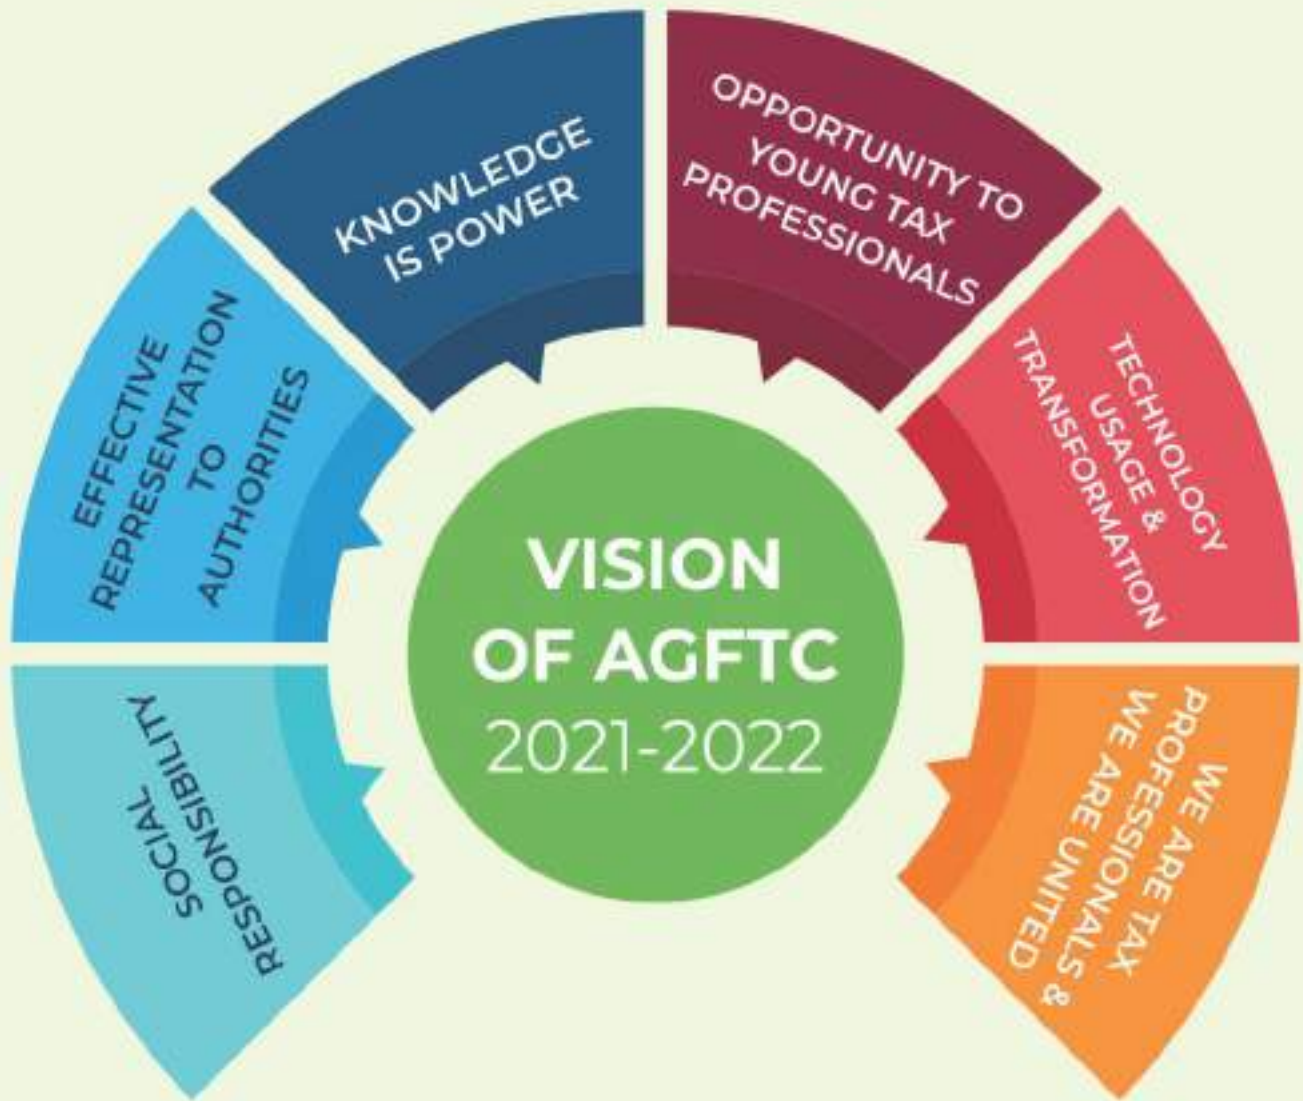 KNOWLEDGE
IS POWER
OPPORTUNITY TO
YOUNG TAX
PROFESSIONALS
EFFECTIVE
REPRESENTATION
TO
AUTHORITIES
TECHNOLOGY
USAGE &
TRANSFORMATION
VISION
OF AGFTC
2021-2022
SOCIAL
RESPONSIBILITY
WE ARE TAX
PROFESSIONALS &
WE ARE UNITED